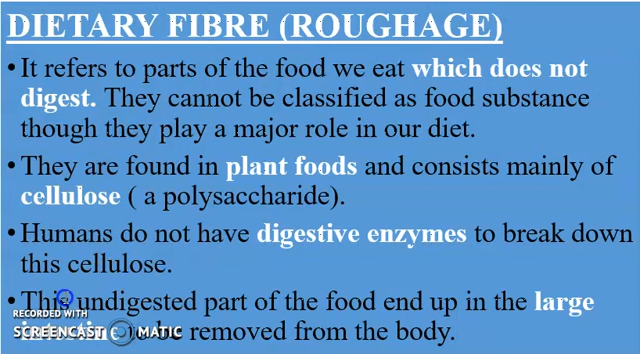 DIETARY FIBRE (ROUGHAGE)
• It refers to parts of the food we eat which does not
digest. They cannot be classified as food substance
though they play a major role in our diet.
• They are found in plant foods and consists mainly of
cellulose ( a polysaccharide).
• Humans do not have digestive enzymes to break down
this cellulose.
• This undigested part of the food end up in the large
be removed from the body.
RECORDED WITH
SCREENCAST MATIC